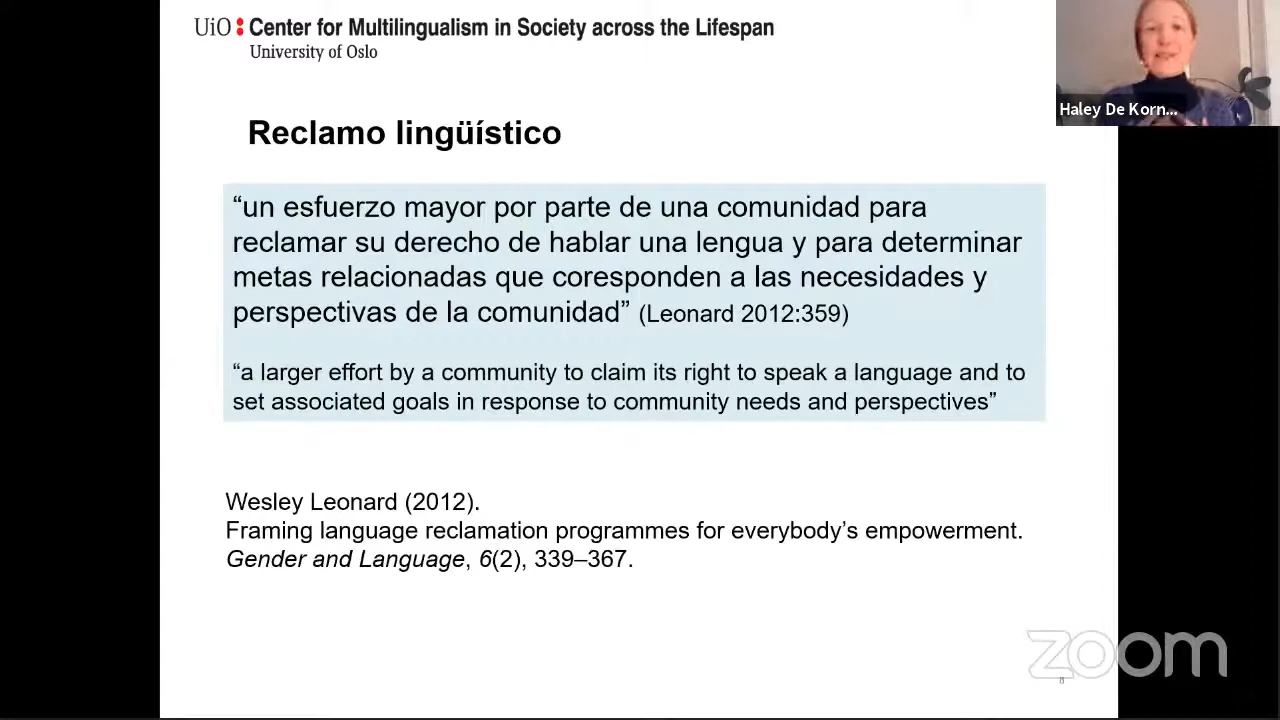 UiO : Center for Multilingualism in Society across the Lifespan
University of Oslo
Haley De Korn...
Reclamo lingüístico
“un esfuerzo mayor por parte de una comunidad para
reclamar su derecho de hablar una lengua y para determinar
metas relacionadas que coresponden a las necesidades y
perspectivas de la comunidad” (Leonard 2012:359)
“a larger effort by a community to claim its right to speak a language and to
set associated goals in response to community needs and perspectives”
Wesley Leonard (2012).
Framing language reclamation programmes for everybody’s empowerment.
Gender and Language, 6(2), 339–367.
zoom
8